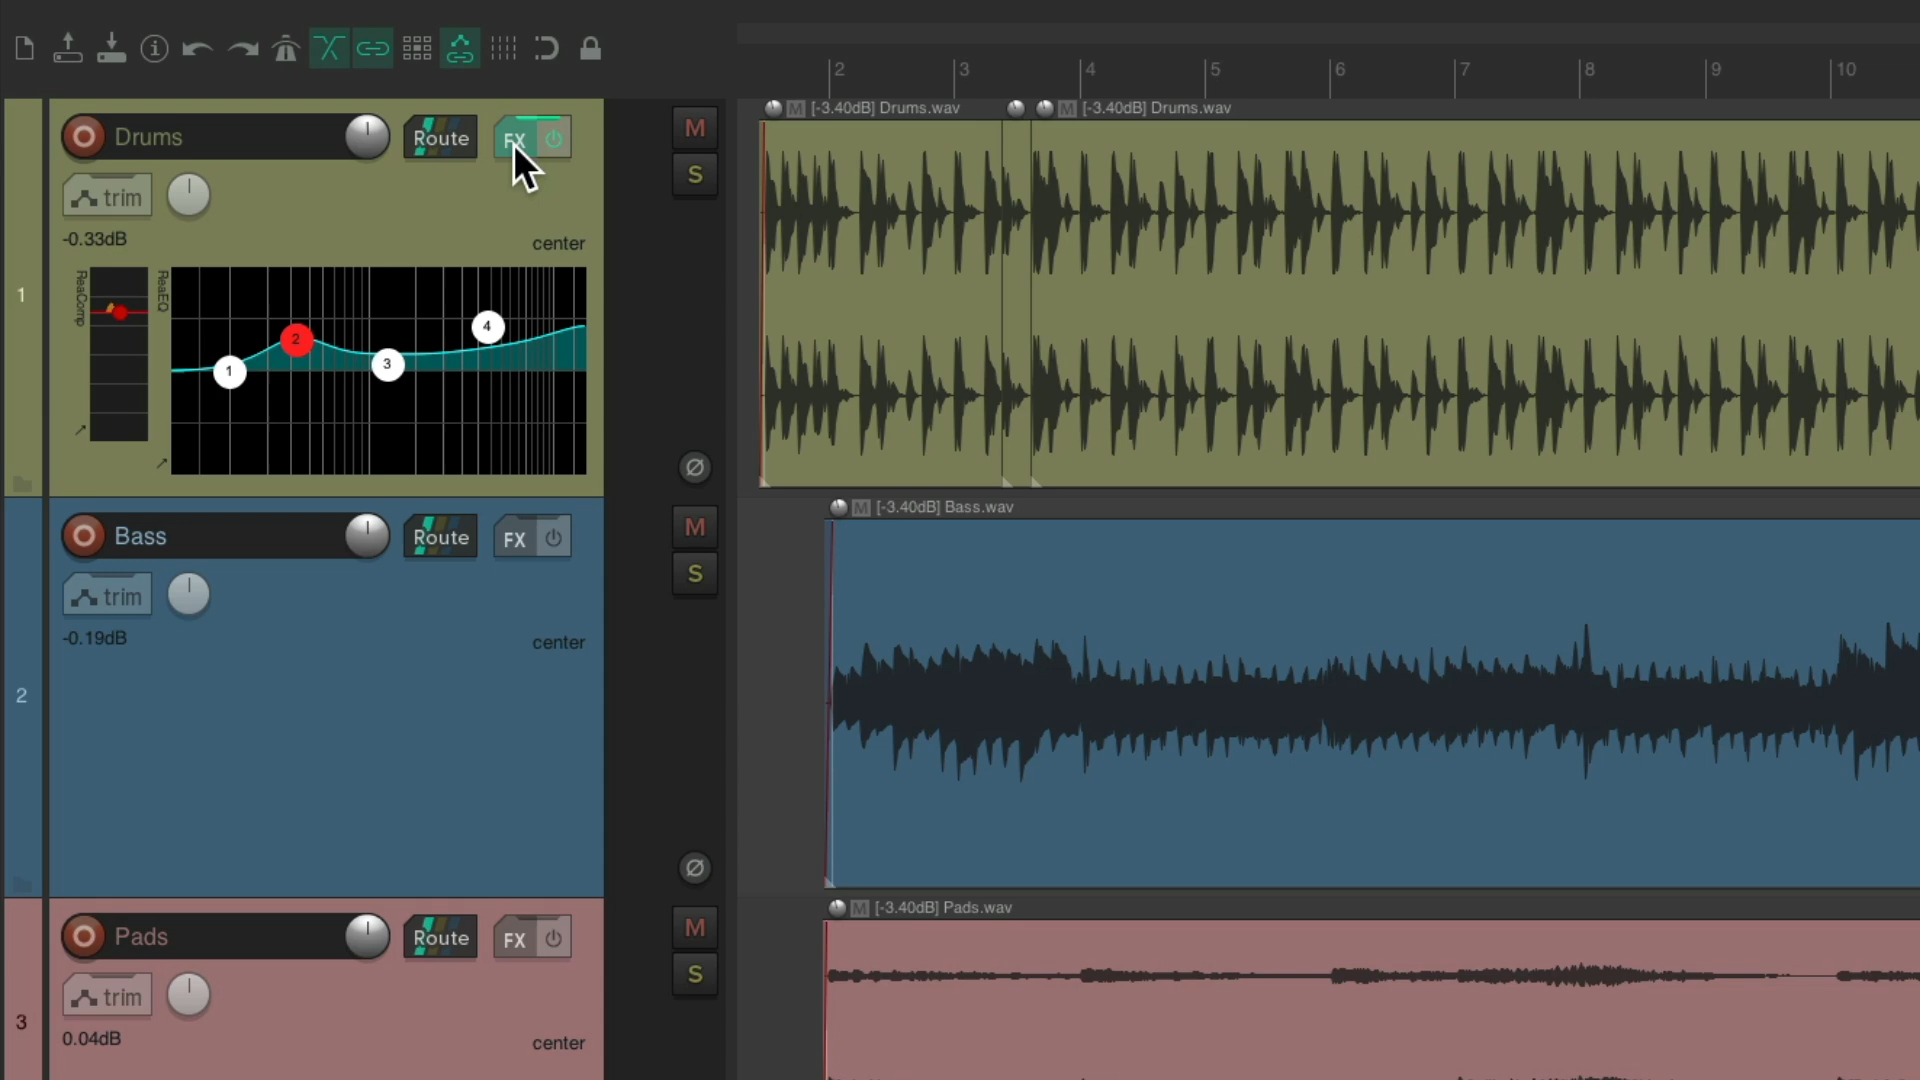 2 3 4 5 6 7 8 9 10
M [-3.40dB] Drums.wav M [-3.40dB] Drums.wav
1
Drums
Route
FX
M
S
trim
-0.33dB
center
ReaComp
ReaEQ
1 2 3 4
Ø
2
Bass
Route
FX
M
S
trim
-0.19dB
center
Ø
M [-3.40dB] Bass.wav
3
Pads
Route
FX
M
S
trim
0.04dB
center
M [-3.40dB] Pads.wav